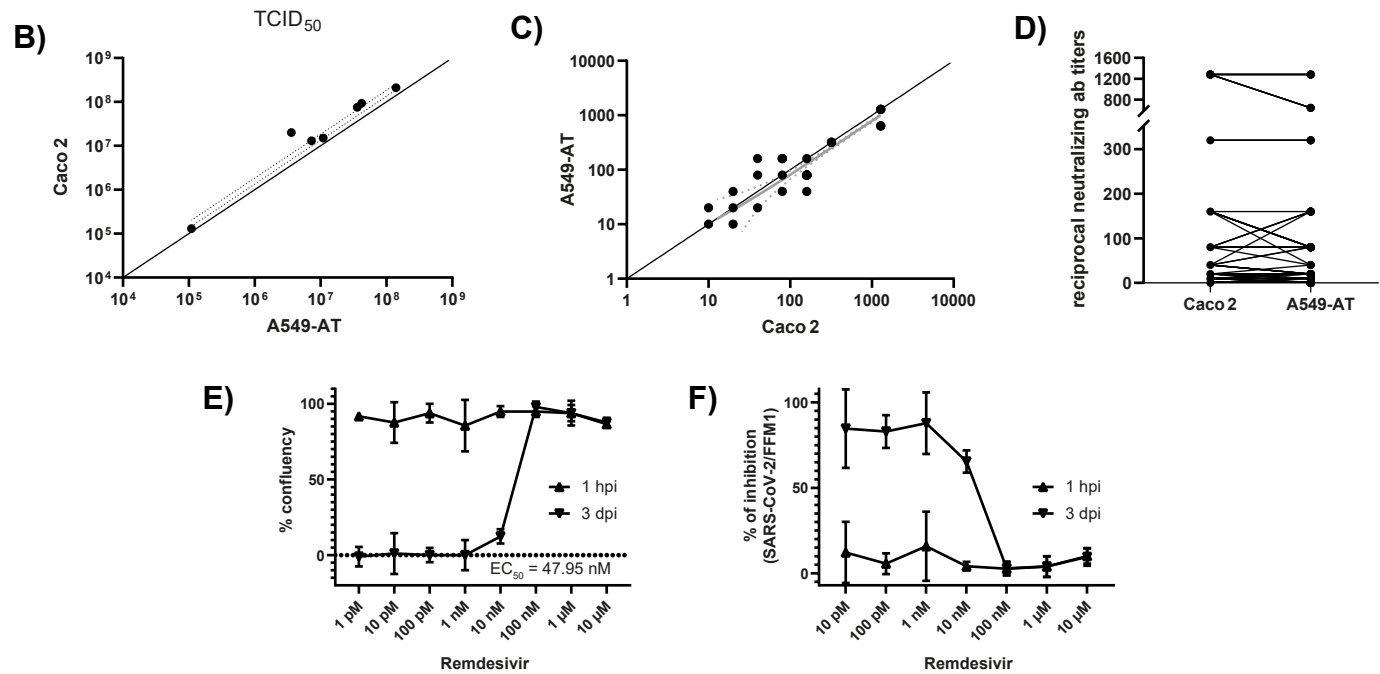 B)
TCID50
Caco 2
10^9
10^8
10^7
10^6
10^5
10^4
10^4 10^5 10^6 10^7 10^8 10^9
A549-AT
C)
A549-AT
10000
1000
100
10
1
1 10 100 1000 10000
Caco 2
D)
reciprocal neutralizing ab titers
1600
1200
800
300
200
100
0
Caco 2 A549-AT
E)
% confluency
100
50
0
1 hpi
3 dpi
EC50 = 47.95 nM
1 pM 10 pM 100 pM 1 nM 10 nM 100 nM 1 µM 10 µM
Remdesivir
F)
% of inhibition
(SARS-CoV-2/FFM1)
100
50
0
1 hpi
3 dpi
10 pM 100 pM 1 nM 10 nM 100 nM 1 µM 10 µM
Remdesivir